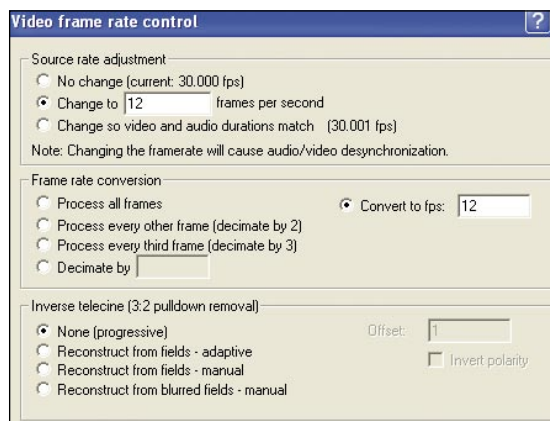 Video frame rate control
?
Source rate adjustment
No change (current: 30.000 fps)
Change to 12 frames per second
Change so video and audio durations match (30.001 fps)
Note: Changing the framerate will cause audio/video desynchronization.
Frame rate conversion
Process all frames Convert to fps: 12
Process every other frame (decimate by 2)
Process every third frame (decimate by 3)
Decimate by
Inverse telecine (3:2 pulldown removal)
None (progressive) Offset: 1
Reconstruct from fields - adaptive Invert polarity
Reconstruct from fields - manual
Reconstruct from blurred fields - manual